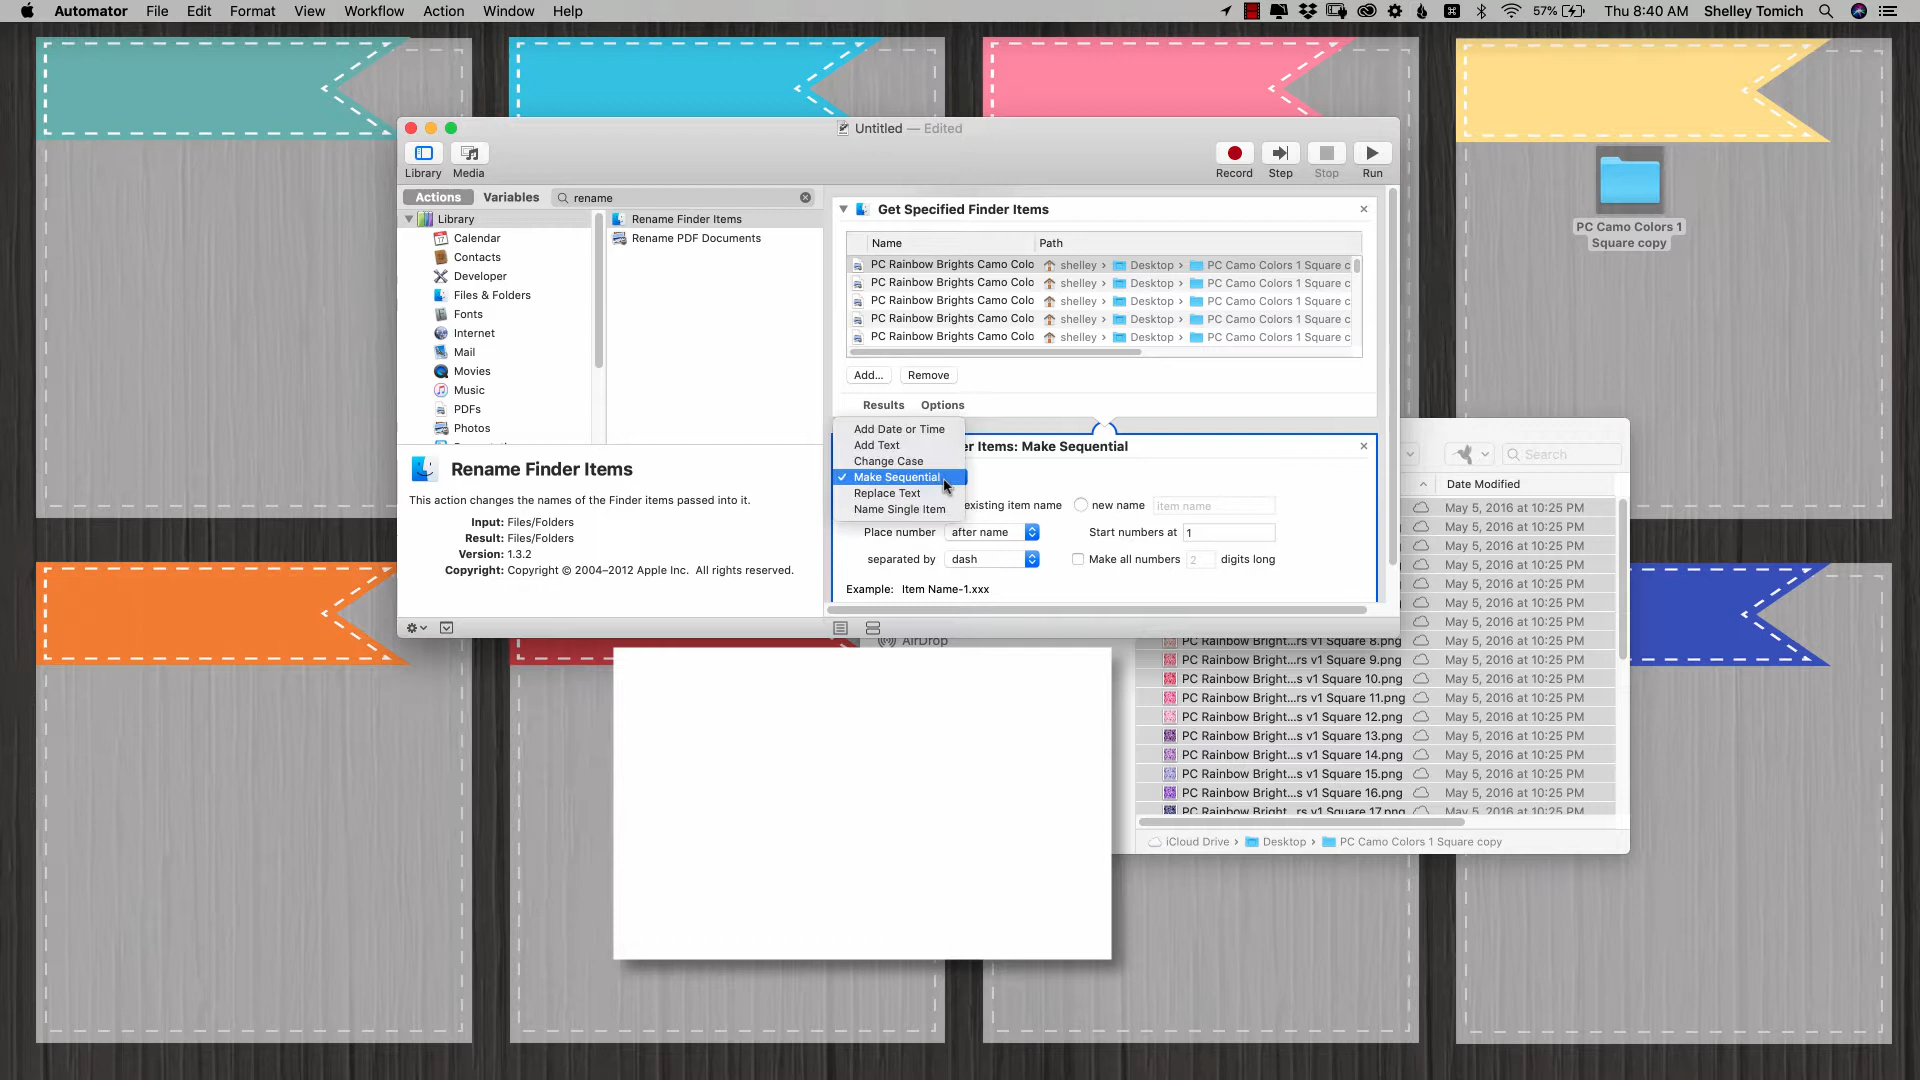 Automator File Edit Format View Workflow Action Window Help
57% Thu 8:40 AM Shelley Tomich
PC Camo Colors 1
Square copy
Untitled — Edited
Library Media
Record Step Stop Run
Actions Variables rename
Library
Calendar
Contacts
Developer
Files & Folders
Fonts
Internet
Mail
Movies
Music
PDFs
Photos
Rename Finder Items
Rename PDF Documents
Rename Finder Items
This action changes the names of the Finder items passed into it.
Input: Files/Folders
Result: Files/Folders
Version: 1.3.2
Copyright: Copyright © 2004–2012 Apple Inc. All rights reserved.
Get Specified Finder Items
Name Path
PC Rainbow Brights Camo Colo shelley › Desktop › PC Camo Colors 1 Square c
PC Rainbow Brights Camo Colo shelley › Desktop › PC Camo Colors 1 Square c
PC Rainbow Brights Camo Colo shelley › Desktop › PC Camo Colors 1 Square c
PC Rainbow Brights Camo Colo shelley › Desktop › PC Camo Colors 1 Square c
PC Rainbow Brights Camo Colo shelley › Desktop › PC Camo Colors 1 Square c
Add... Remove
Results Options
Add Date or Time
Add Text
Change Case
✓ Make Sequential
Replace Text
Name Single Item
er Items: Make Sequential
existing item name new name item name
Place number after name Start numbers at 1
separated by dash Make all numbers 2 digits long
Example: Item Name-1.xxx
Search
Date Modified
May 5, 2016 at 10:25 PM
May 5, 2016 at 10:25 PM
May 5, 2016 at 10:25 PM
May 5, 2016 at 10:25 PM
May 5, 2016 at 10:25 PM
May 5, 2016 at 10:25 PM
May 5, 2016 at 10:25 PM
AirDrop
PC Rainbow Bright...rs v1 Square 8.png May 5, 2016 at 10:25 PM
PC Rainbow Bright...rs v1 Square 9.png May 5, 2016 at 10:25 PM
PC Rainbow Bright...s v1 Square 10.png May 5, 2016 at 10:25 PM
PC Rainbow Bright...rs v1 Square 11.png May 5, 2016 at 10:25 PM
PC Rainbow Bright...s v1 Square 12.png May 5, 2016 at 10:25 PM
PC Rainbow Bright...s v1 Square 13.png May 5, 2016 at 10:25 PM
PC Rainbow Bright...s v1 Square 14.png May 5, 2016 at 10:25 PM
PC Rainbow Bright...s v1 Square 15.png May 5, 2016 at 10:25 PM
PC Rainbow Bright...s v1 Square 16.png May 5, 2016 at 10:25 PM
PC Rainbow Bright...rs v1 Square 17.png May 5, 2016 at 10:25 PM
iCloud Drive › Desktop › PC Camo Colors 1 Square copy